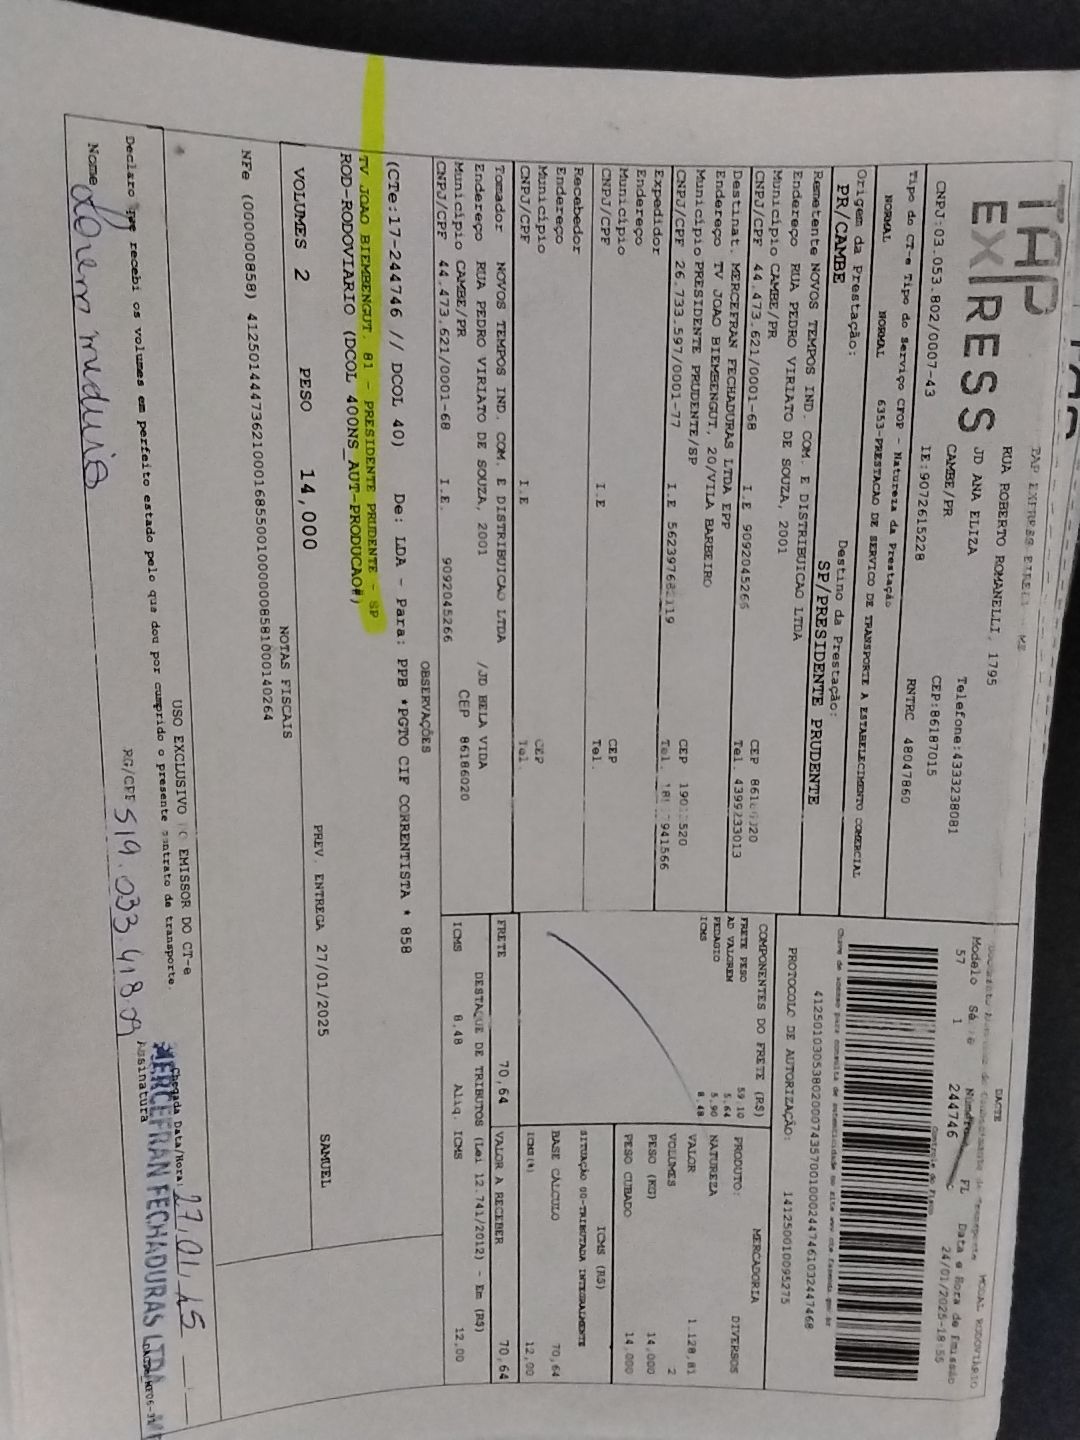 TAP
EXPRESS
RUA ROBERTO ROMANELLI, 1795
JD ANA ELIZA
CAMBE/PR
Telefone:4333238081
CEP:86187015
CNPJ:03.053.802/0007-43 IE:9072615228
RNTRC 48047860
Tipo do CT-e Tipo do Serviço CFOP - Natureza da Prestação
NORMAL NORMAL 6353-PRESTACAO DE SERVICO DE TRANSPORTE A ESTABELECIMENTO COMERCIAL
Origem da Prestação: Destino da Prestação:
PR/CAMBE SP/PRESIDENTE PRUDENTE
DACTE
MODAL RODOVIÁRIO
Modelo Número FL Data e Hora de Emissão
57 1 244746 24/01/2025-18:55
Controle do Fisco
Chave de acesso para consulta de autenticidade no site
PROTOCOLO DE AUTORIZAÇÃO: 141250010095275
Remetente NOVOS TEMPOS IND. COM. E DISTRIBUICAO LTDA
Endereço RUA PEDRO VIRIATO DE SOUZA, 2001
Município CAMBE/PR CEP
CNPJ/CPF 44.473.621/0001-68 I.E 9092045266 Tel. 4399233013
Destinat. MERCEFRAN FECHADURAS LTDA EPP
Endereço TV JOAO BIEMBENGUT, 20/VILA BARBEIRO
Município PRESIDENTE PRUDENTE/SP CEP
CNPJ/CPF 26.733.597/0001-77 I.E Tel.
Expedidor
Endereço
Município CEP
CNPJ/CPF I.E Tel.
Recebedor
Endereço
Município CEP
CNPJ/CPF I.E Tel.
Tomador NOVOS TEMPOS IND. COM. E DISTRIBUICAO LTDA
Endereço RUA PEDRO VIRIATO DE SOUZA, 2001 /JD BELA VIDA
Município CAMBE/PR CEP 86186020
CNPJ/CPF 44.473.621/0001-68 I.E. 9092045266
COMPONENTES DO FRETE (R$)
FRETE PESO 59.10
AD VALOREM 5.64
PEDAGIO 5.90
ICMS 8.48
MERCADORIA
PRODUTO: DIVERSOS
NATUREZA
VALOR 1.128,81
VOLUMES 2
PESO (KG) 14,000
PESO CUBADO 14,000
ICMS (R$)
SITUAÇÃO 00-TRIBUTADA INTEGRALMENTE
BASE CÁLCULO 70,64
ICMS(%) 12,00
FRETE 70,64 VALOR A RECEBER 70,64
DESTAQUE DE TRIBUTOS (Lei 12.741/2012) - Em (R$)
ICMS 8,48 Alíq. ICMS 12,00
OBSERVAÇÕES
(CTe:17-244746 // DCOL 40) De: LDA - Para: PPB *PGTO CIF CORRENTISTA * 858
TV JOAO BIEMBENGUT. 81 - PRESIDENTE PRUDENTE - SP
ROD-RODOVIARIO (DCOL 400NS_AUT-PRODUCAO#)
VOLUMES 2 PESO 14,000 PREV. ENTREGA 27/01/2025 SAMUEL
NOTAS FISCAIS
USO EXCLUSIVO DO EMISSOR DO CT-e
Declaro que recebi os volumes em perfeito estado pelo que dou por cumprido o presente contrato de transporte.
Chegada Data/Hora: 27/01/25
Nome RG/CPF 519.033.418.09 Assinatura
MERCEFRAN FECHADURAS LTDA